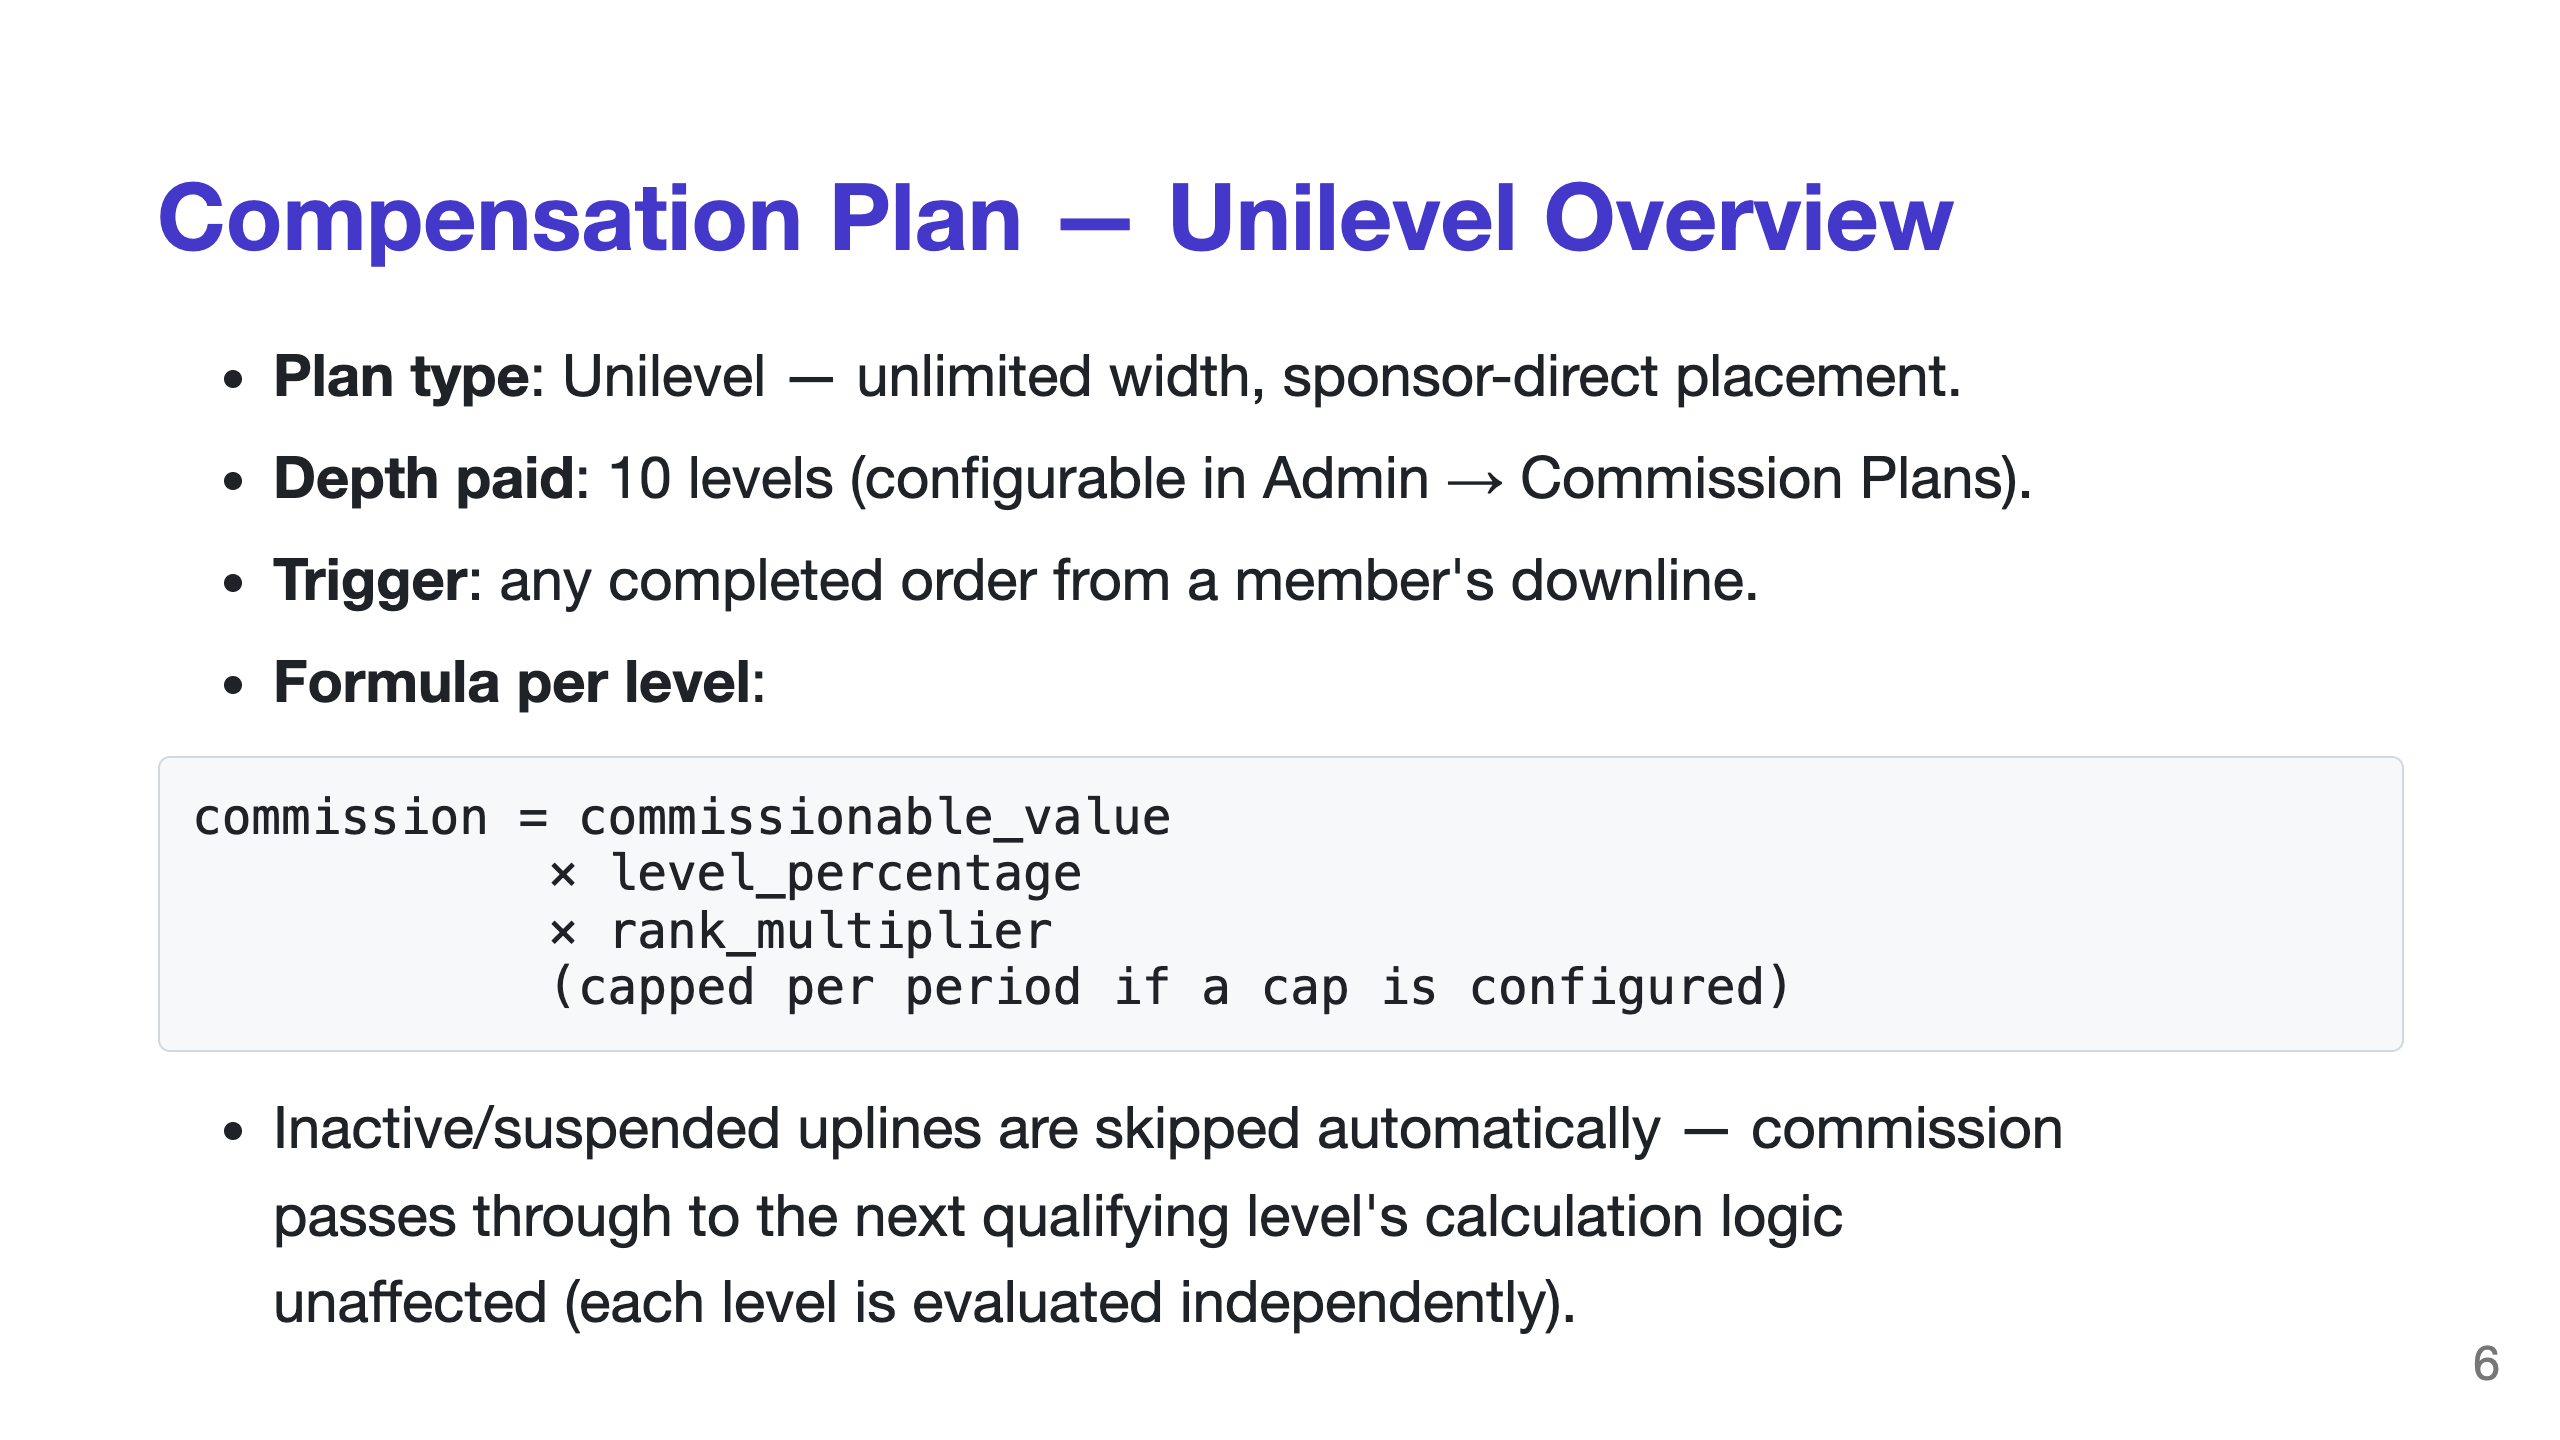 Compensation Plan — Unilevel Overview
• Plan type: Unilevel — unlimited width, sponsor-direct placement.
• Depth paid: 10 levels (configurable in Admin → Commission Plans).
• Trigger: any completed order from a member's downline.
• Formula per level:
commission = commissionable_value
× level_percentage
× rank_multiplier
(capped per period if a cap is configured)
• Inactive/suspended uplines are skipped automatically — commission
passes through to the next qualifying level's calculation logic
unaffected (each level is evaluated independently).
6